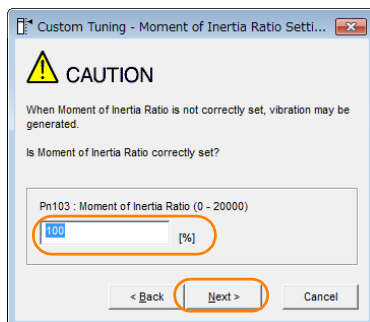 Custom Tuning - Moment of Inertia Ratio Setti...
CAUTION
When Moment of Inertia Ratio is not correctly set, vibration may be
generated.
Is Moment of Inertia Ratio correctly set?
Pn103 : Moment of Inertia Ratio (0 - 20000)
100 [%]
< Back Next > Cancel